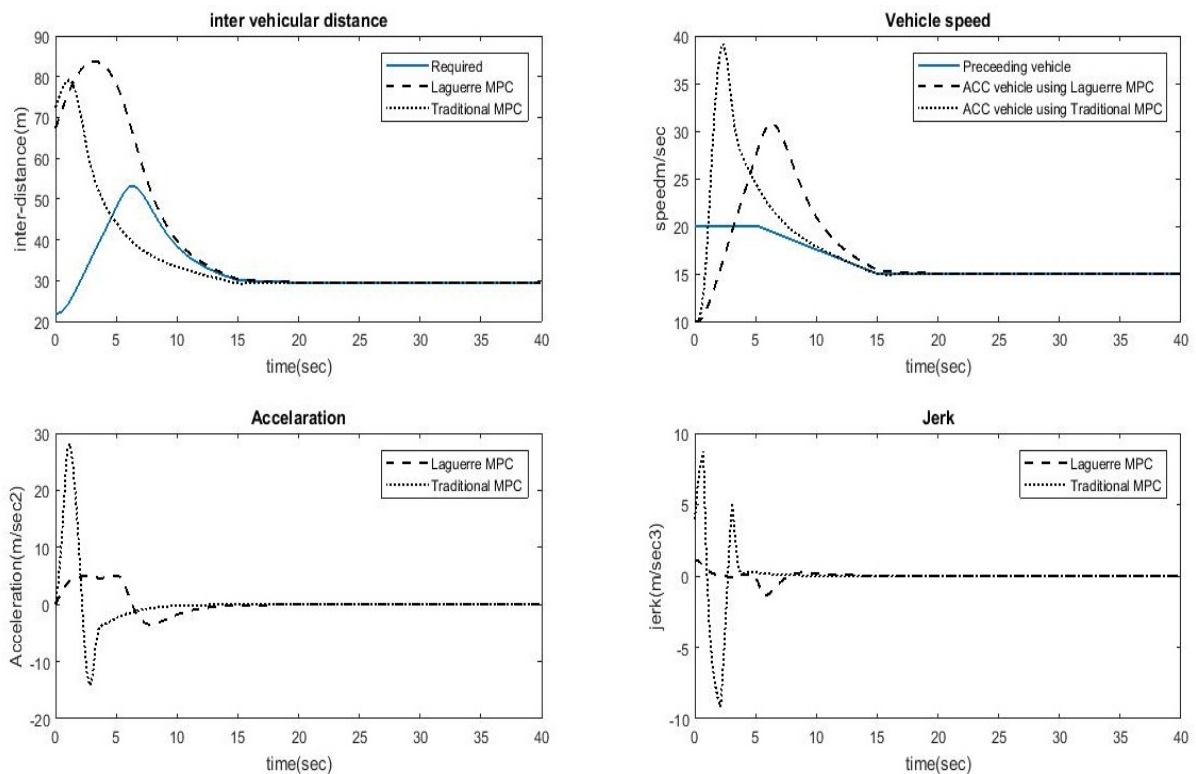 inter vehicular distance
90
80
70
60
50
40
30
20
inter-distance(m)
Required
Laguerre MPC
Traditional MPC
0 5 10 15 20 25 30 35 40
time(sec)
Vehicle speed
40
35
30
25
20
15
10
speedm/sec
Preceeding vehicle
ACC vehicle using Laguerre MPC
ACC vehicle using Traditional MPC
0 5 10 15 20 25 30 35 40
time(sec)
Accelaration
30
20
10
0
-10
-20
Acceleration(m/sec2)
Laguerre MPC
Traditional MPC
0 5 10 15 20 25 30 35 40
time(sec)
Jerk
10
5
0
-5
-10
jerk(m/sec3)
Laguerre MPC
Traditional MPC
0 5 10 15 20 25 30 35 40
time(sec)